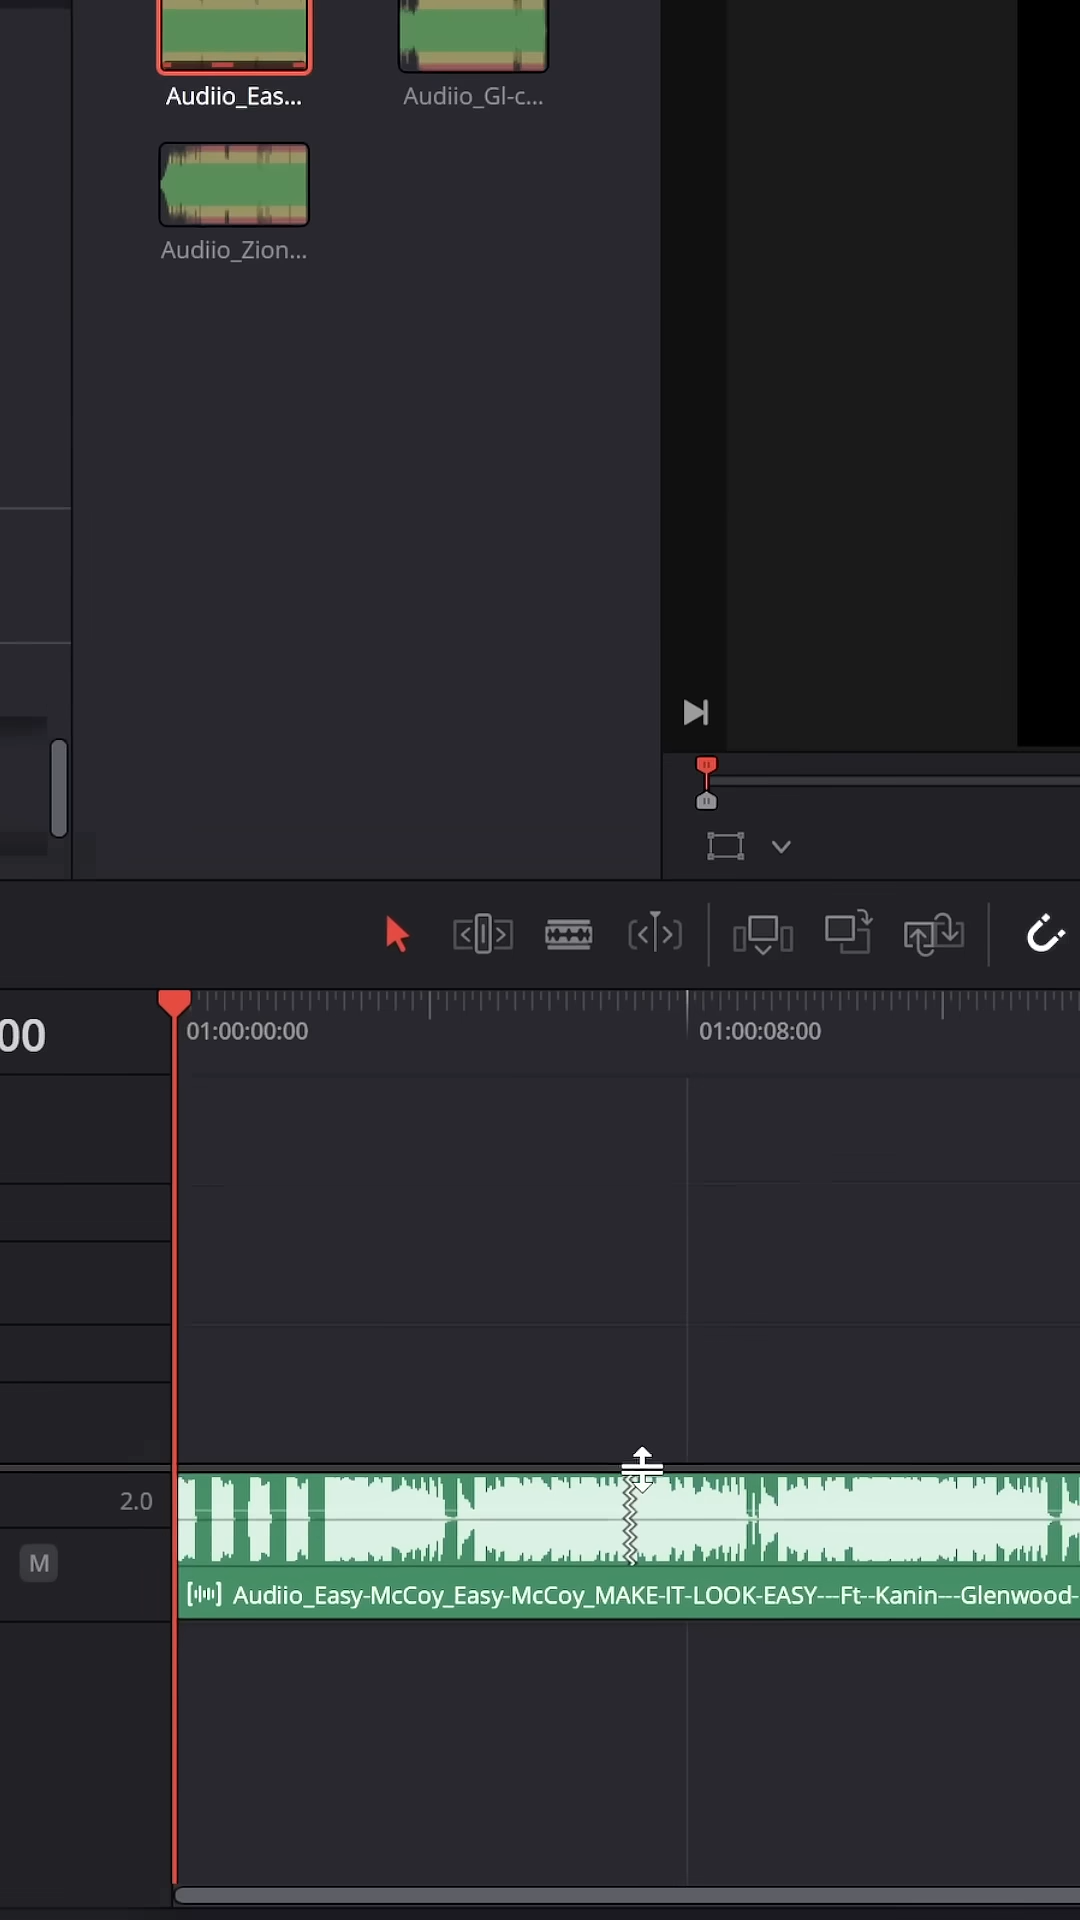 Audiio_Eas...
Audiio_Gl-c...
Audiio_Zion...
00
01:00:00:00
01:00:08:00
2.0
M
Audiio_Easy-McCoy_Easy-McCoy_MAKE-IT-LOOK-EASY---Ft--Kanin---Glenwood-